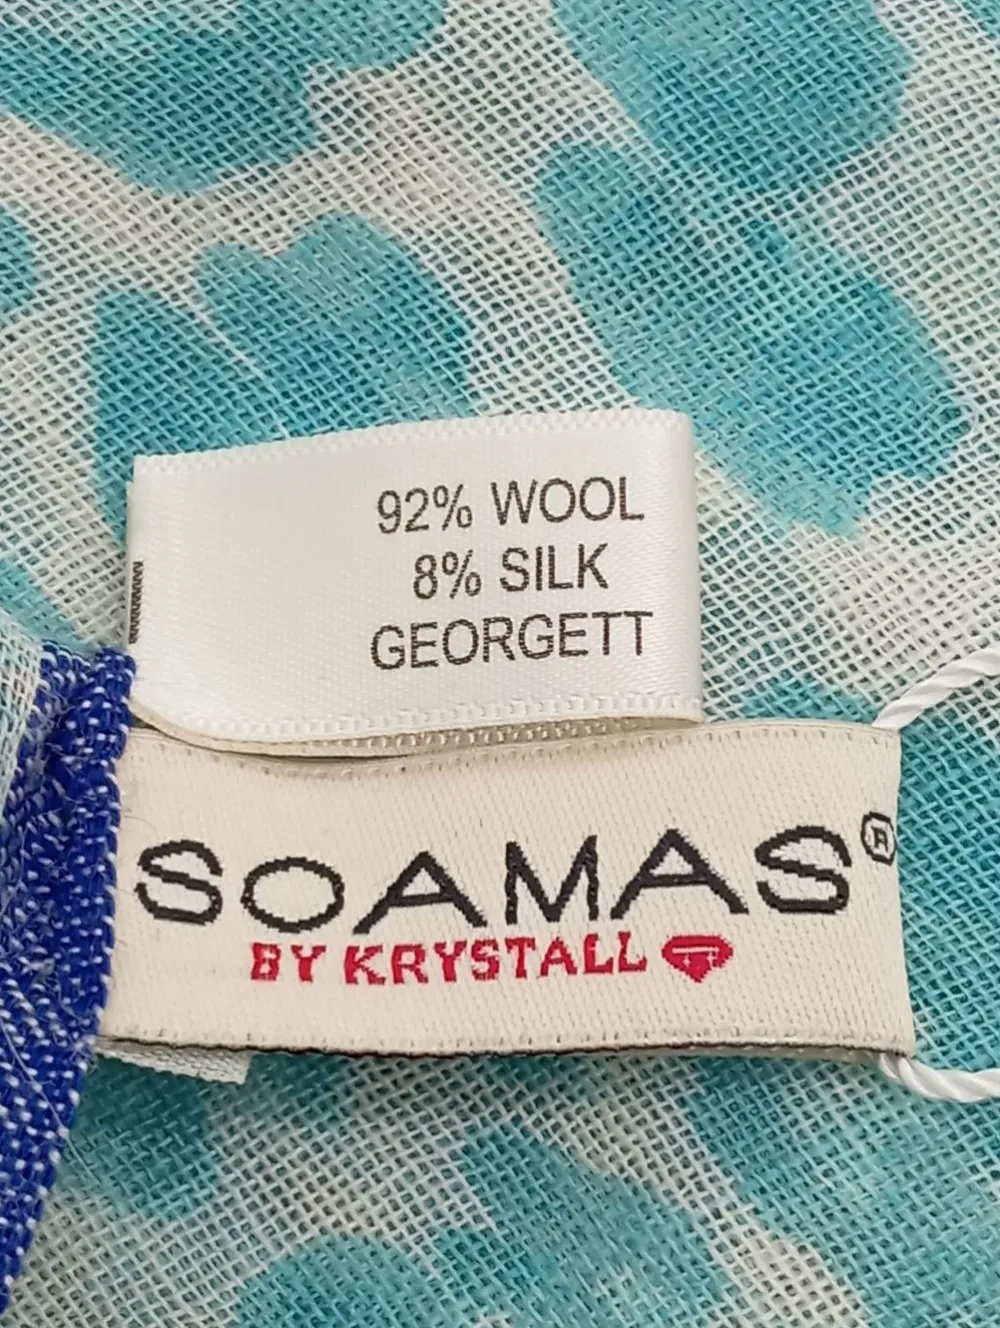 92% WOOL
8% SILK
GEORGETT
SOAMAS®
BY KRYSTALL